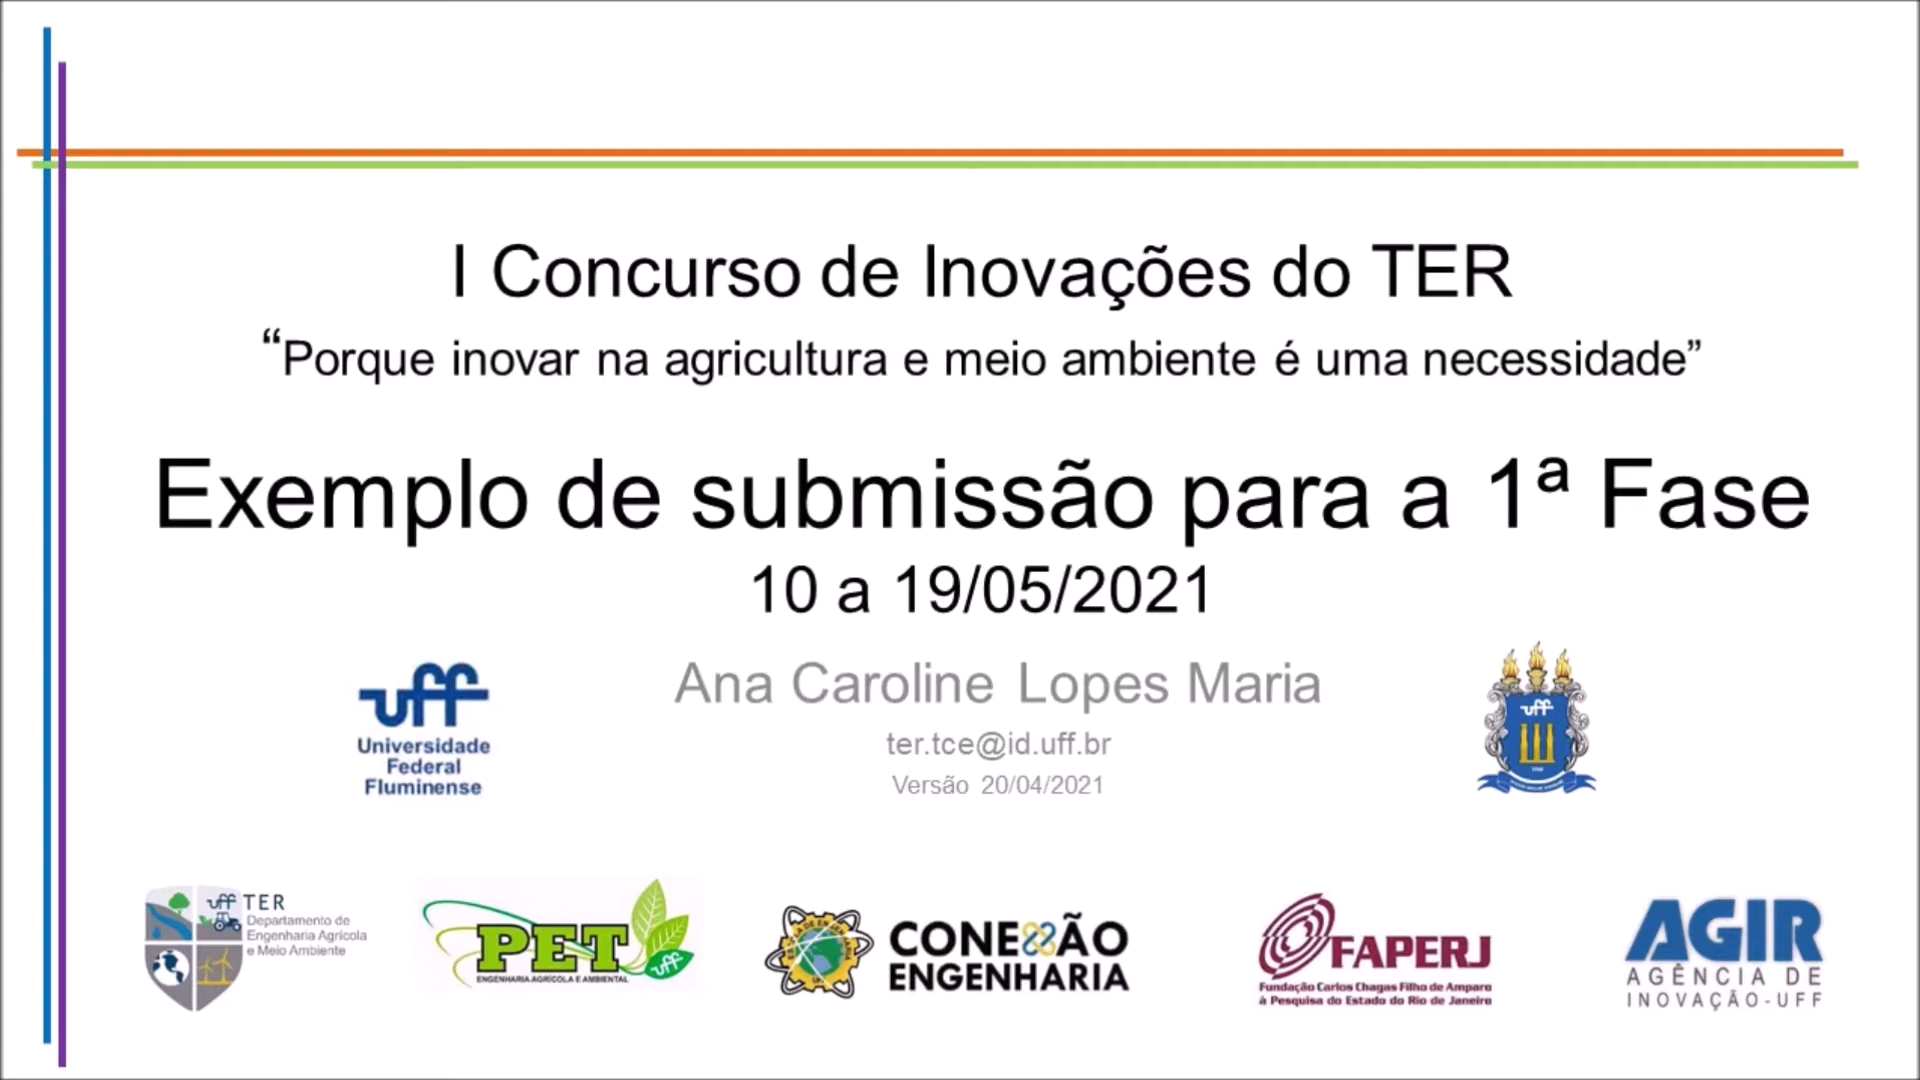 I Concurso de Inovações do TER
“Porque inovar na agricultura e meio ambiente é uma necessidade”
Exemplo de submissão para a 1ª Fase
10 a 19/05/2021
Ana Caroline Lopes Maria
ter.tce@id.uff.br
Versão 20/04/2021
uff
Universidade
Federal
Fluminense
uff
uff TER
Departamento de
Engenharia Agrícola
e Meio Ambiente
PET
ENGENHARIA AGRÍCOLA E AMBIENTAL
uff
CONEXÃO
ENGENHARIA
FAPERJ
Fundação Carlos Chagas Filho de Amparo
à Pesquisa do Estado do Rio de Janeiro
AGIR
AGÊNCIA DE
INOVAÇÃO-UFF